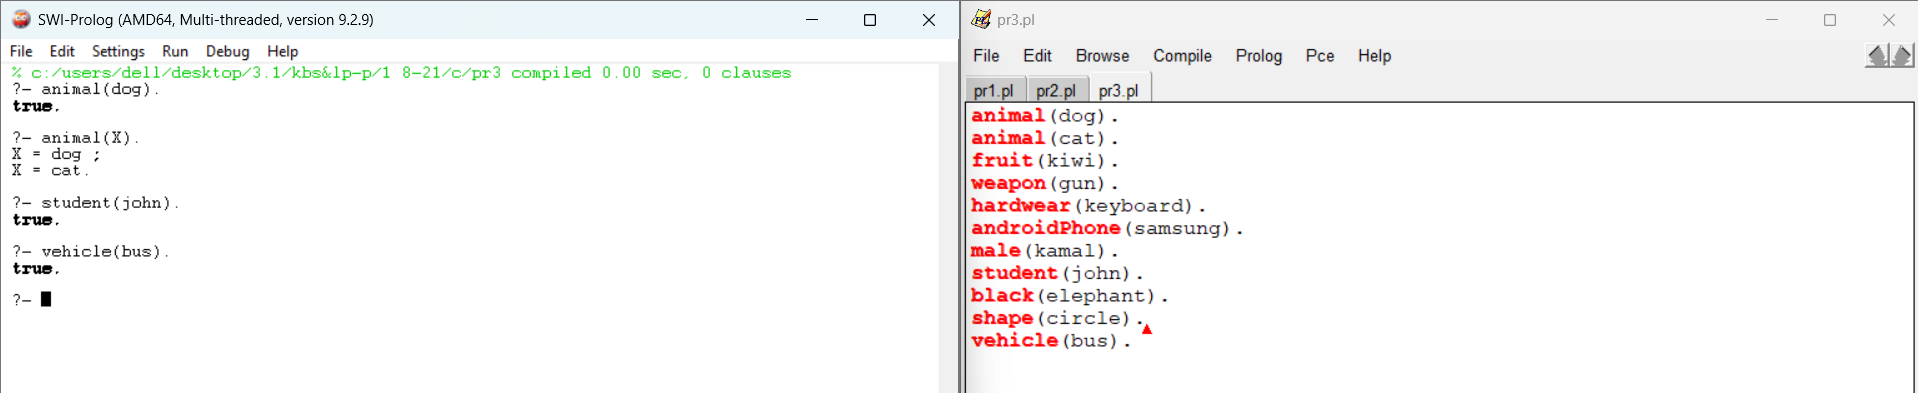 SWI-Prolog (AMD64, Multi-threaded, version 9.2.9)
File Edit Settings Run Debug Help
% c:/users/dell/desktop/3.1/kbs&lp-p/1 8-21/c/pr3 compiled 0.00 sec, 0 clauses
?- animal(dog).
true.
?- animal(X).
X = dog ;
X = cat.
?- student(john).
true.
?- vehicle(bus).
true.
?-
pr3.pl
File Edit Browse Compile Prolog Pce Help
pr1.pl pr2.pl pr3.pl
animal(dog).
animal(cat).
fruit(kiwi).
weapon(gun).
hardwear(keyboard).
androidPhone(samsung).
male(kamal).
student(john).
black(elephant).
shape(circle).
vehicle(bus).